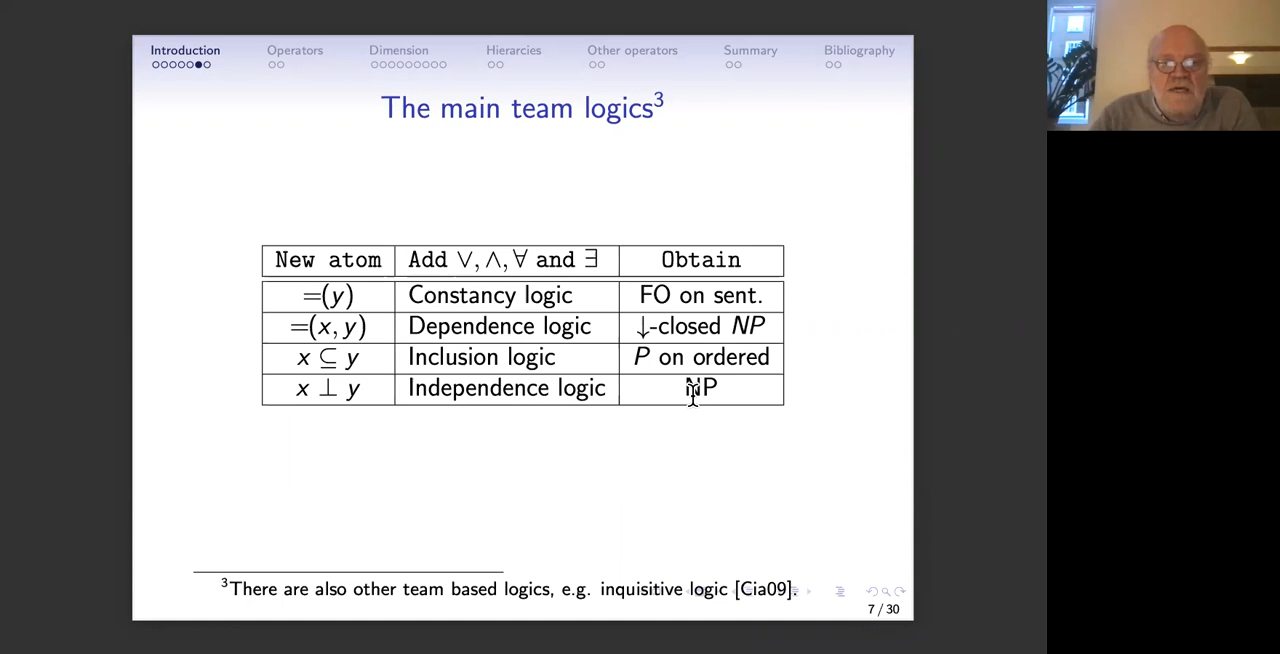 Introduction Operators Dimension Hierarcies Other operators Summary Bibliography
The main team logics³
New atom Add ∨, ∧, ∀ and ∃ Obtain
=(y) Constancy logic FO on sent.
=(x, y) Dependence logic ↓-closed NP
x ⊆ y Inclusion logic P on ordered
x ⊥ y Independence logic NP
³There are also other team based logics, e.g. inquisitive logic [Cia09].
7 / 30